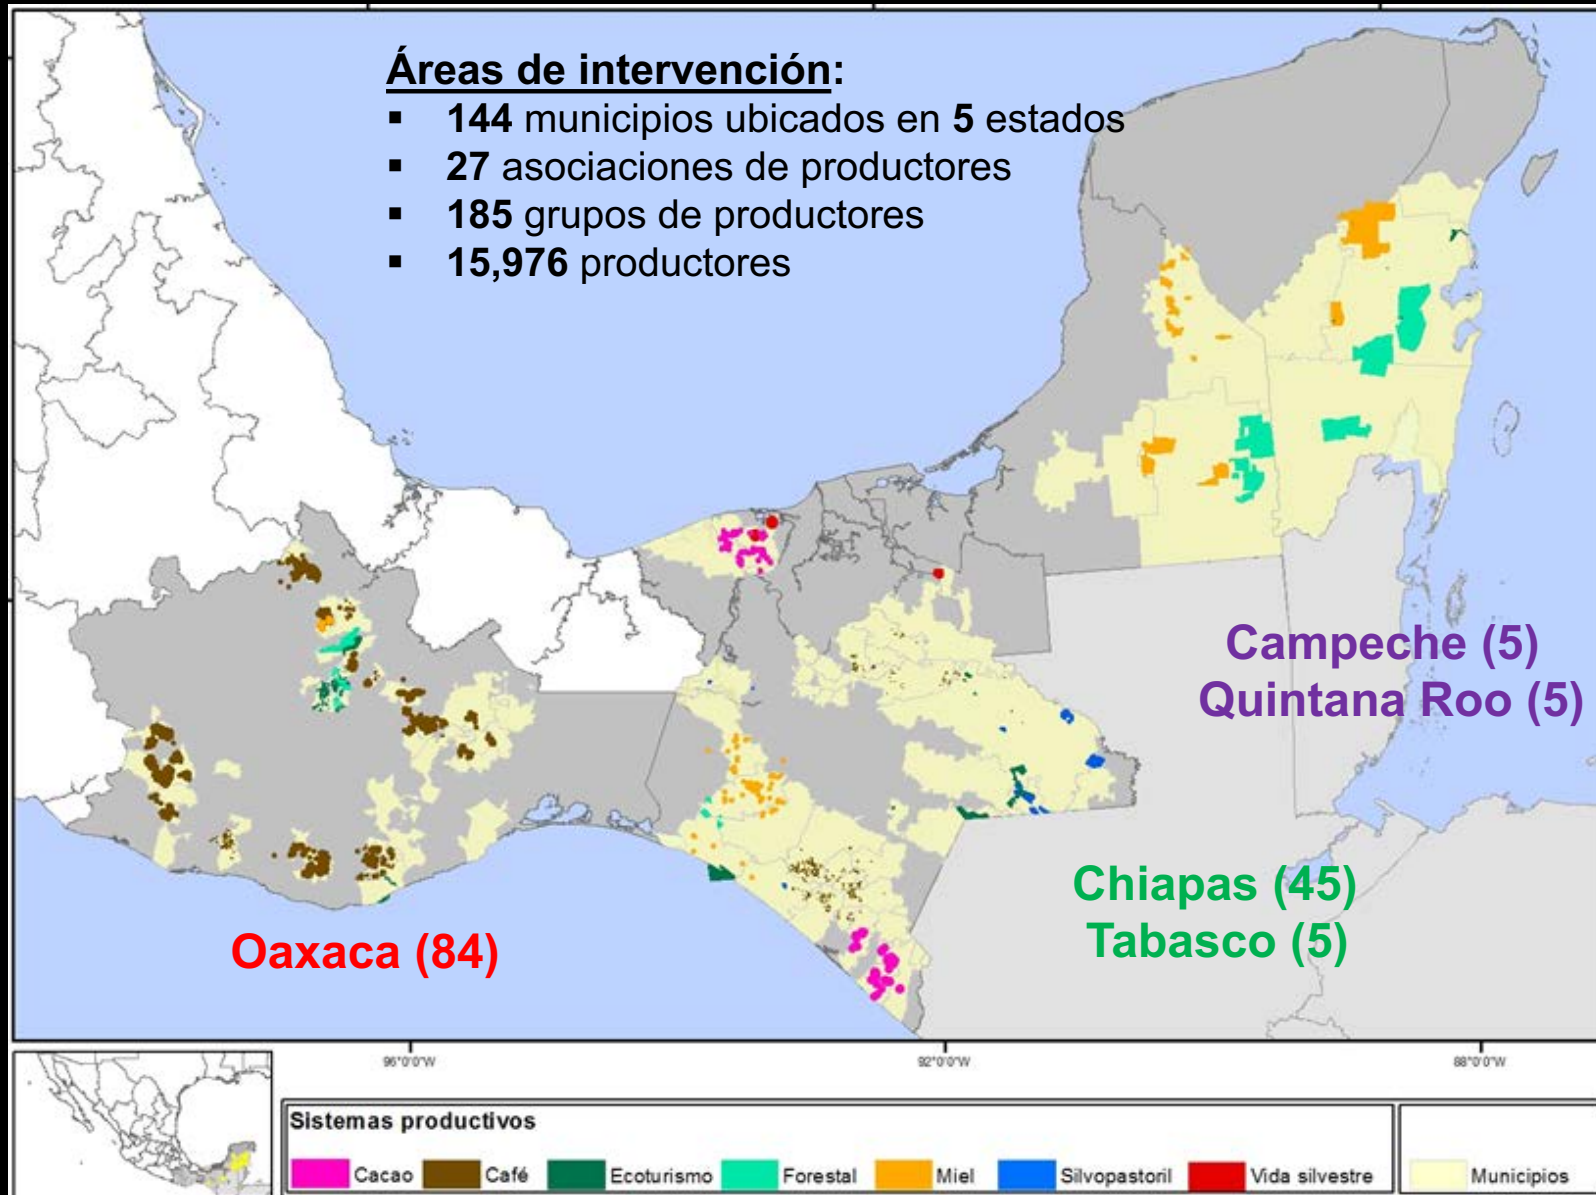 Áreas de intervención:
▪ 144 municipios ubicados en 5 estados
▪ 27 asociaciones de productores
▪ 185 grupos de productores
▪ 15,976 productores
Campeche (5)
Quintana Roo (5)
Chiapas (45)
Tabasco (5)
Oaxaca (84)
96°0'0"W
92°0'0"W
88°0'0"W
Sistemas productivos
Cacao
Café
Ecoturismo
Forestal
Miel
Silvopastoril
Vida silvestre
Municipios